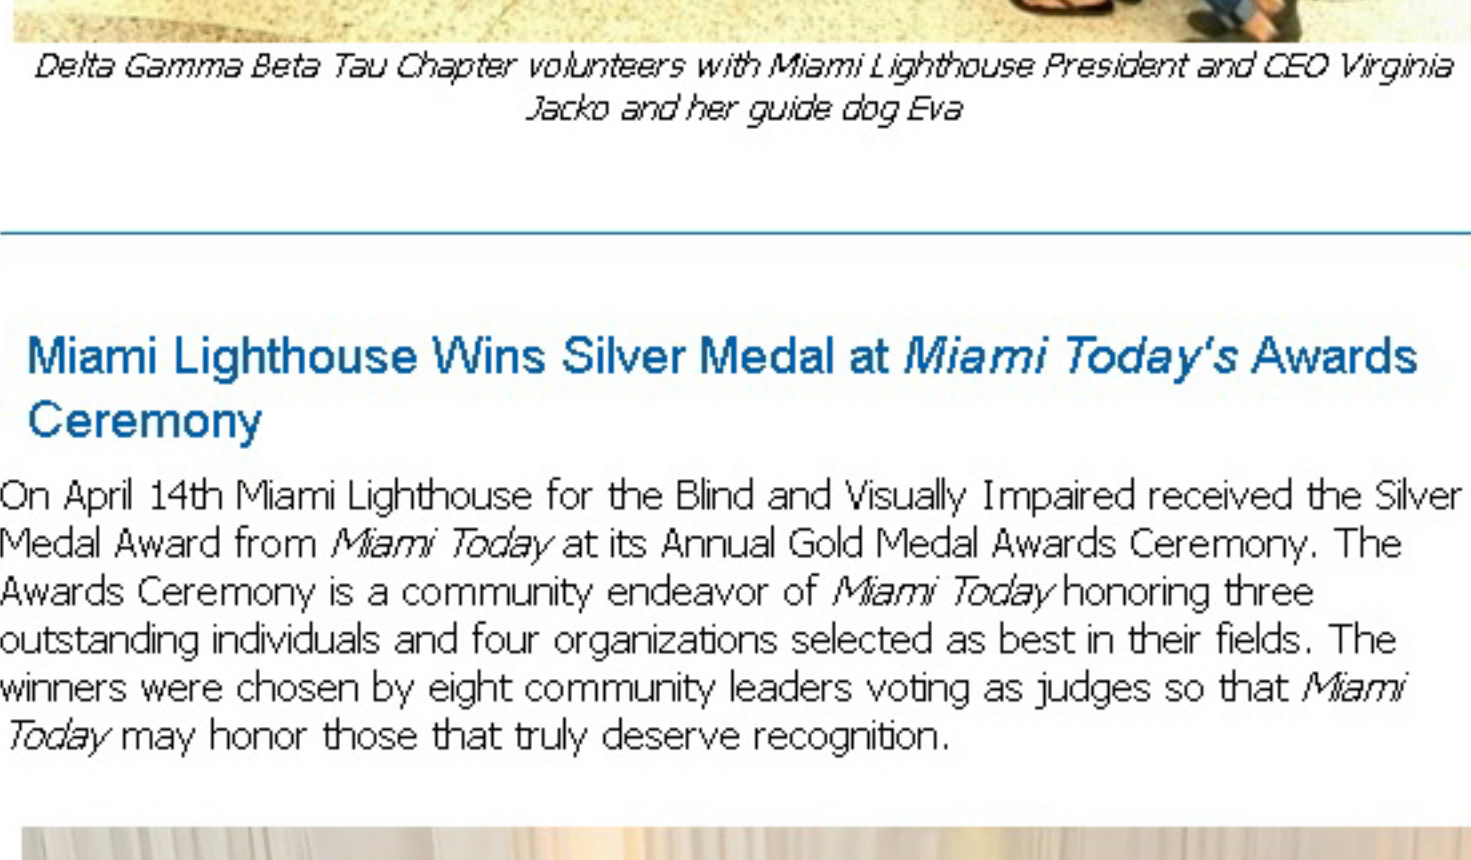 Delta Gamma Beta Tau Chapter volunteers with Miami Lighthouse President and CEO Virginia
Jacko and her guide dog Eva
Miami Lighthouse Wins Silver Medal at Miami Today's Awards
Ceremony
On April 14th Miami Lighthouse for the Blind and Visually Impaired received the Silver
Medal Award from Miami Today at its Annual Gold Medal Awards Ceremony. The
Awards Ceremony is a community endeavor of Miami Today honoring three
outstanding individuals and four organizations selected as best in their fields. The
winners were chosen by eight community leaders voting as judges so that Miami
Today may honor those that truly deserve recognition.